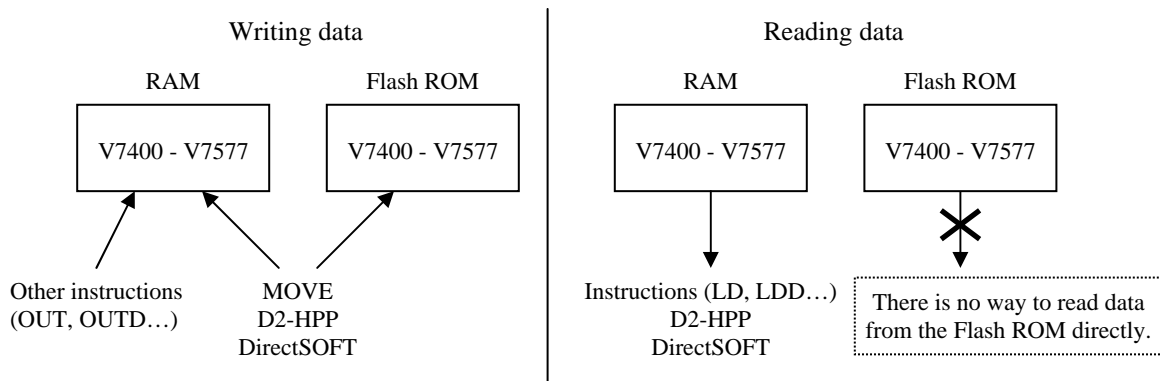 Writing data
RAM
Flash ROM
V7400 - V7577
V7400 - V7577
Other instructions
(OUT, OUTD…)
MOVE
D2-HPP
DirectSOFT
Reading data
RAM
Flash ROM
V7400 - V7577
V7400 - V7577
Instructions (LD, LDD…)
D2-HPP
DirectSOFT
There is no way to read data
from the Flash ROM directly.